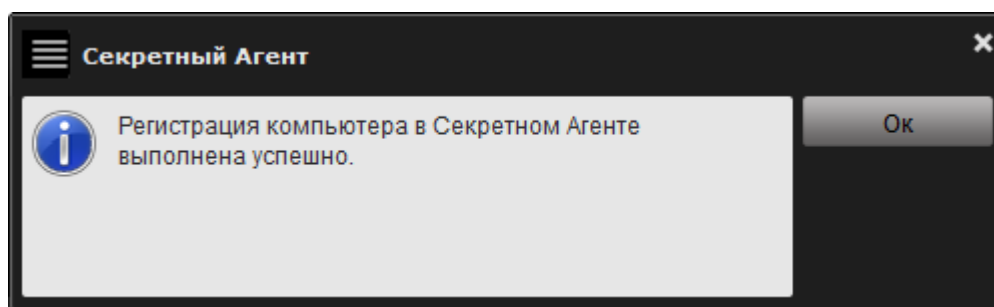 Секретный Агент
Регистрация компьютера в Секретном Агенте
выполнена успешно.
Ок